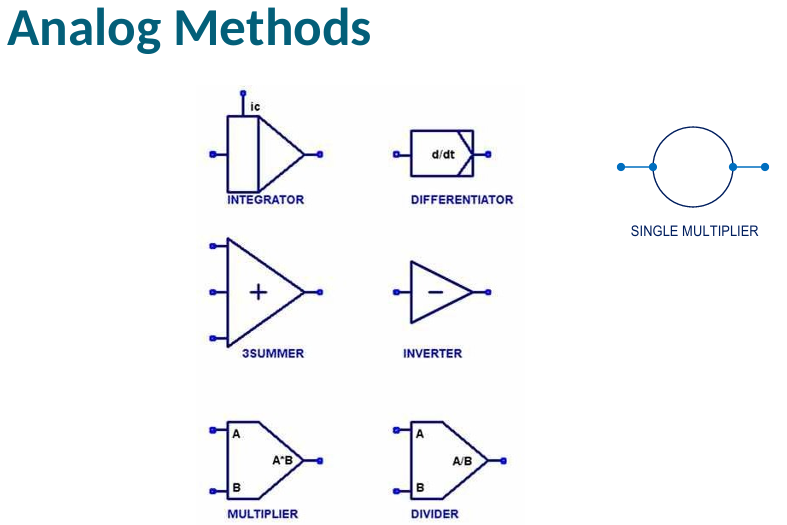 Analog Methods
ic
d/dt
INTEGRATOR
DIFFERENTIATOR
SINGLE MULTIPLIER
+
−
3SUMMER
INVERTER
A
A*B
B
A
A/B
B
MULTIPLIER
DIVIDER